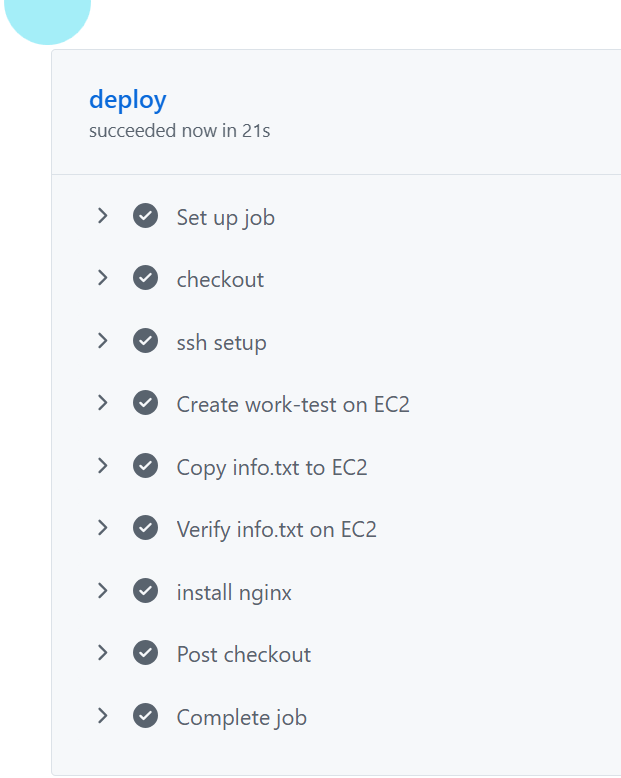 deploy
succeeded now in 21s
Set up job
checkout
ssh setup
Create work-test on EC2
Copy info.txt to EC2
Verify info.txt on EC2
install nginx
Post checkout
Complete job